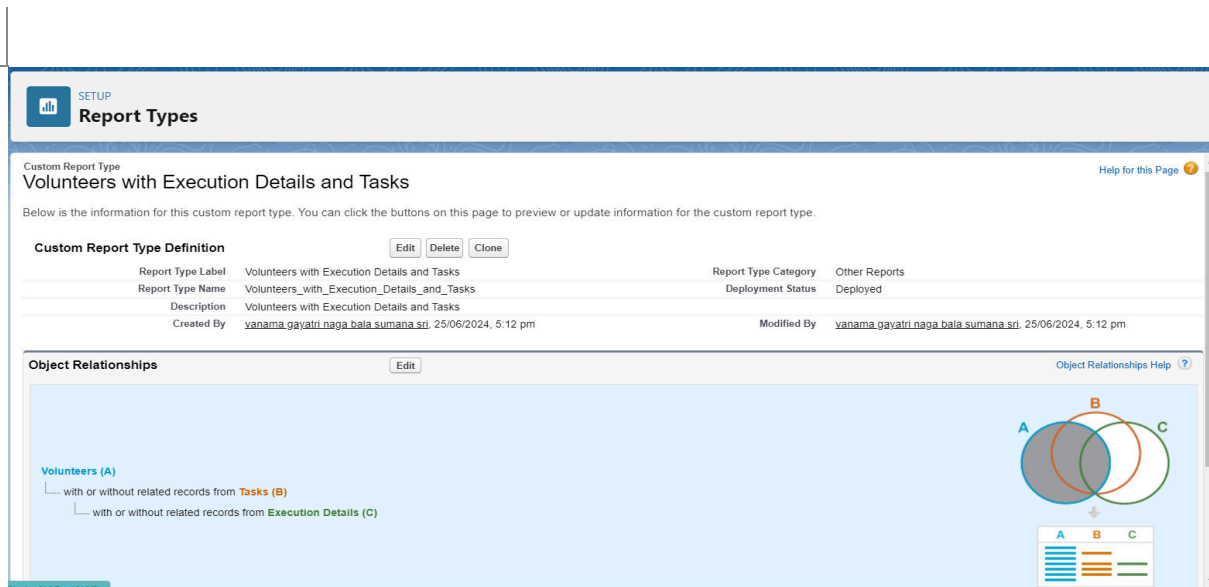 SETUP
Report Types
Custom Report Type
Volunteers with Execution Details and Tasks
Help for this Page ?
Below is the information for this custom report type. You can click the buttons on this page to preview or update information for the custom report type.
Custom Report Type Definition Edit Delete Clone
Report Type Label Volunteers with Execution Details and Tasks Report Type Category Other Reports
Report Type Name Volunteers_with_Execution_Details_and_Tasks Deployment Status Deployed
Description Volunteers with Execution Details and Tasks
Created By vanama gayatri naga bala sumana sri, 25/06/2024, 5:12 pm Modified By vanama gayatri naga bala sumana sri, 25/06/2024, 5:12 pm
Object Relationships Edit Object Relationships Help ?
B
A C
Volunteers (A)
with or without related records from Tasks (B)
with or without related records from Execution Details (C)
A B C